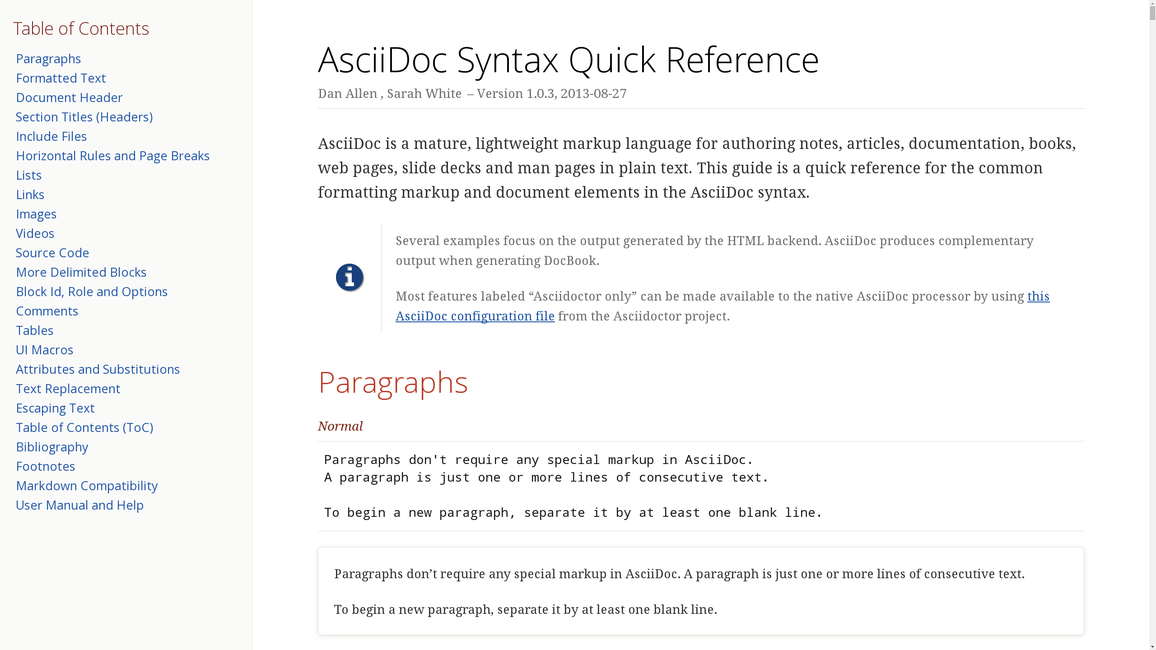 Table of Contents
Paragraphs
Formatted Text
Document Header
Section Titles (Headers)
Include Files
Horizontal Rules and Page Breaks
Lists
Links
Images
Videos
Source Code
More Delimited Blocks
Block Id, Role and Options
Comments
Tables
UI Macros
Attributes and Substitutions
Text Replacement
Escaping Text
Table of Contents (ToC)
Bibliography
Footnotes
Markdown Compatibility
User Manual and Help
AsciiDoc Syntax Quick Reference
Dan Allen , Sarah White – Version 1.0.3, 2013-08-27
AsciiDoc is a mature, lightweight markup language for authoring notes, articles, documentation, books,
web pages, slide decks and man pages in plain text. This guide is a quick reference for the common
formatting markup and document elements in the AsciiDoc syntax.
Several examples focus on the output generated by the HTML backend. AsciiDoc produces complementary
output when generating DocBook.
Most features labeled “Asciidoctor only” can be made available to the native AsciiDoc processor by using this
AsciiDoc configuration file from the Asciidoctor project.
Paragraphs
Normal
Paragraphs don't require any special markup in AsciiDoc.
A paragraph is just one or more lines of consecutive text.
To begin a new paragraph, separate it by at least one blank line.
Paragraphs don’t require any special markup in AsciiDoc. A paragraph is just one or more lines of consecutive text.
To begin a new paragraph, separate it by at least one blank line.